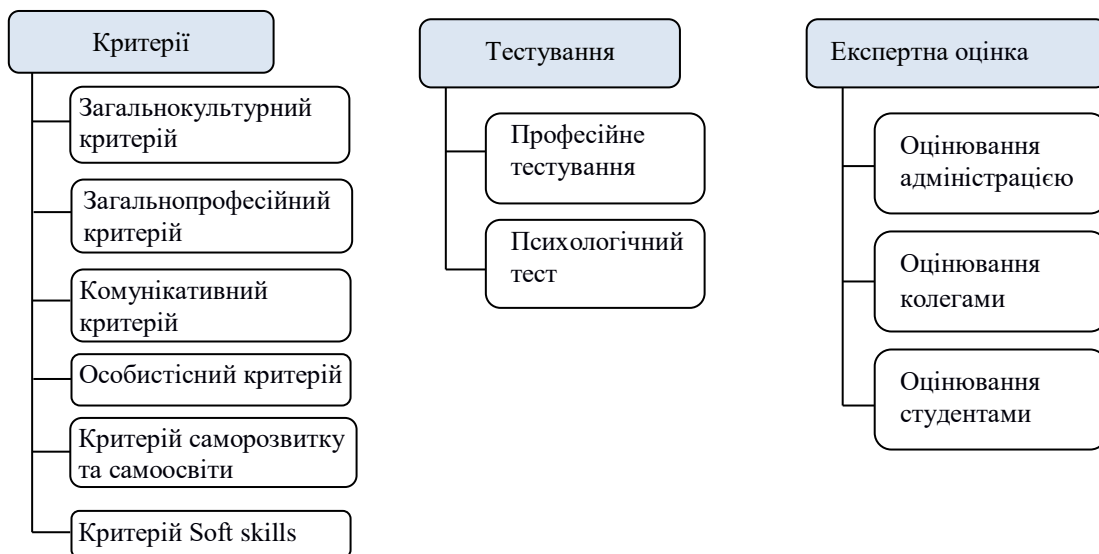 Критерії
Загальнокультурний
критерій
Загальнопрофесійний
критерій
Комунікативний
критерій
Особистісний критерій
Критерій саморозвитку
та самоосвіти
Критерій Soft skills
Тестування
Професійне
тестування
Психологічний
тест
Експертна оцінка
Оцінювання
адміністрацією
Оцінювання
колегами
Оцінювання
студентами